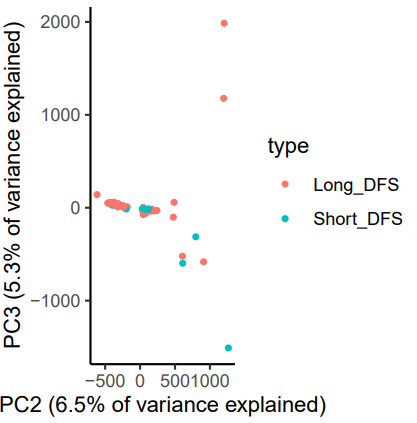 PC3 (5.3% of variance explained)
2000
1000
0
−1000
−500 0 5001000
PC2 (6.5% of variance explained)
type
Long_DFS
Short_DFS